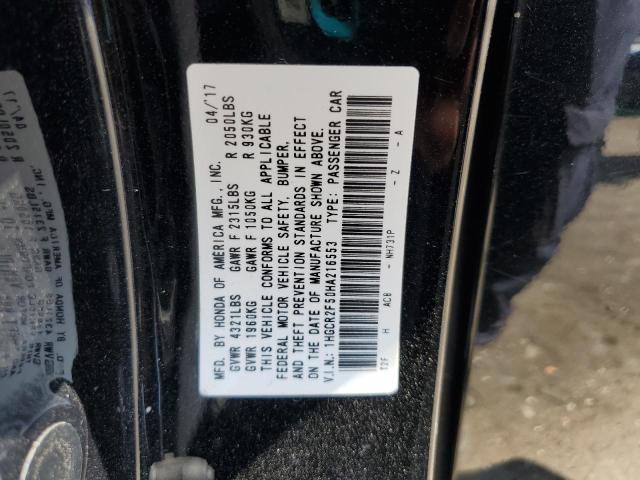 MFD. BY HONDA OF AMERICA MFG., INC. 04/'17
GVWR 4321LBS GAWR F 2315LBS R 2050LBS
GVWR 1960KG GAWR F 1050KG R 930KG
THIS VEHICLE CONFORMS TO ALL APPLICABLE
FEDERAL MOTOR VEHICLE SAFETY, BUMPER,
AND THEFT PREVENTION STANDARDS IN EFFECT
ON THE DATE OF MANUFACTURE SHOWN ABOVE.
V.I.N.: 1HGCR2F50HA216553 TYPE: PASSENGER CAR
T2F H AC8 - NH731P - Z - A